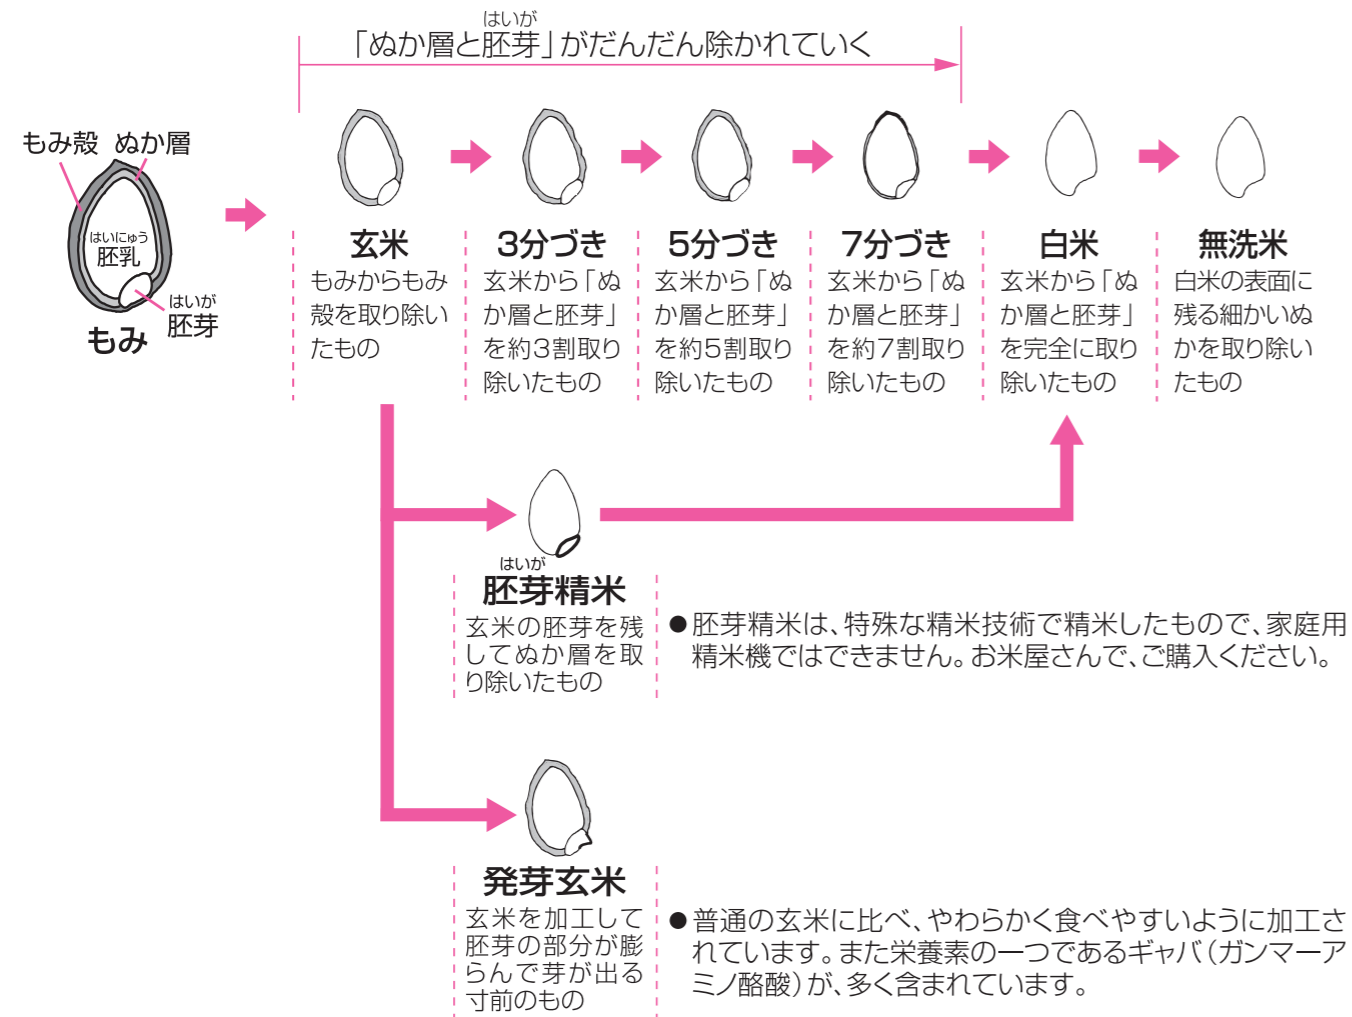 はいが
「ぬか層と胚芽」がだんだん除かれていく
もみ殻 ぬか層
はいにゅう
胚乳
はいが
胚芽
もみ
玄米
もみからもみ
殻を取り除い
たもの
3分づき
玄米から「ぬ
か層と胚芽」
を約3割取り
除いたもの
5分づき
玄米から「ぬ
か層と胚芽」
を約5割取り
除いたもの
7分づき
玄米から「ぬ
か層と胚芽」
を約7割取り
除いたもの
白米
玄米から「ぬ
か層と胚芽」
を完全に取り
除いたもの
無洗米
白米の表面に
残る細かいぬ
かを取り除い
たもの
はいが
胚芽精米
玄米の胚芽を残
してぬか層を取
り除いたもの
●胚芽精米は、特殊な精米技術で精米したもので、家庭用
精米機ではできません。お米屋さんで、ご購入ください。
発芽玄米
玄米を加工して
胚芽の部分が膨
らんで芽が出る
寸前のもの
●普通の玄米に比べ、やわらかく食べやすいように加工さ
れています。また栄養素の一つであるギャバ(ガンマーア
ミノ酪酸)が、多く含まれています。